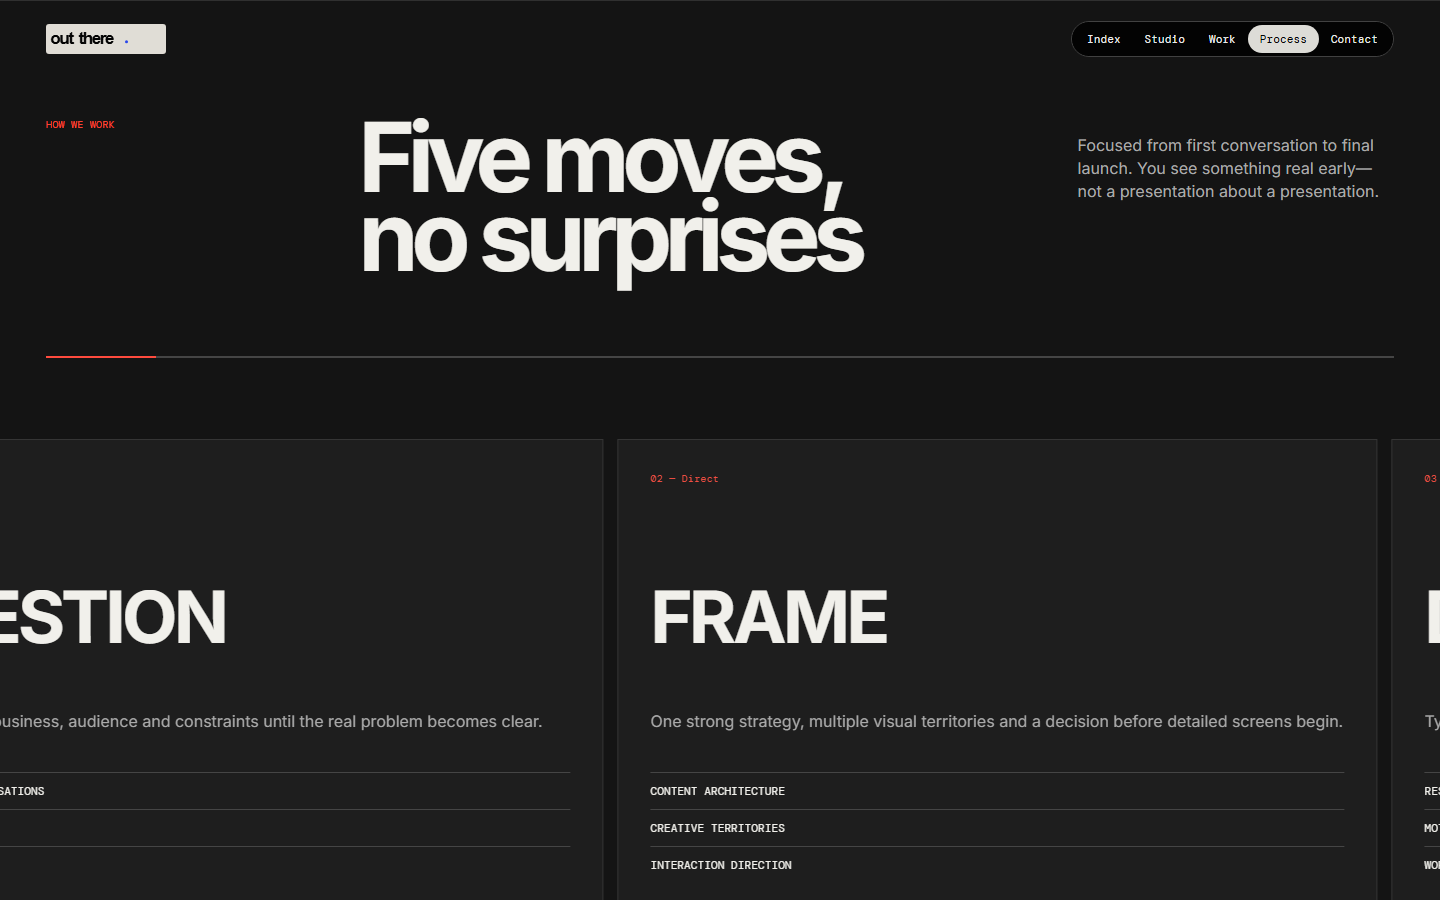 out there .
Index Studio Work Process Contact
HOW WE WORK
Five moves,
no surprises
Focused from first conversation to final
launch. You see something real early—
not a presentation about a presentation.
ESTION
business, audience and constraints until the real problem becomes clear.
SATIONS
02 — Direct
FRAME
One strong strategy, multiple visual territories and a decision before detailed screens begin.
CONTENT ARCHITECTURE
CREATIVE TERRITORIES
INTERACTION DIRECTION
03
Ty